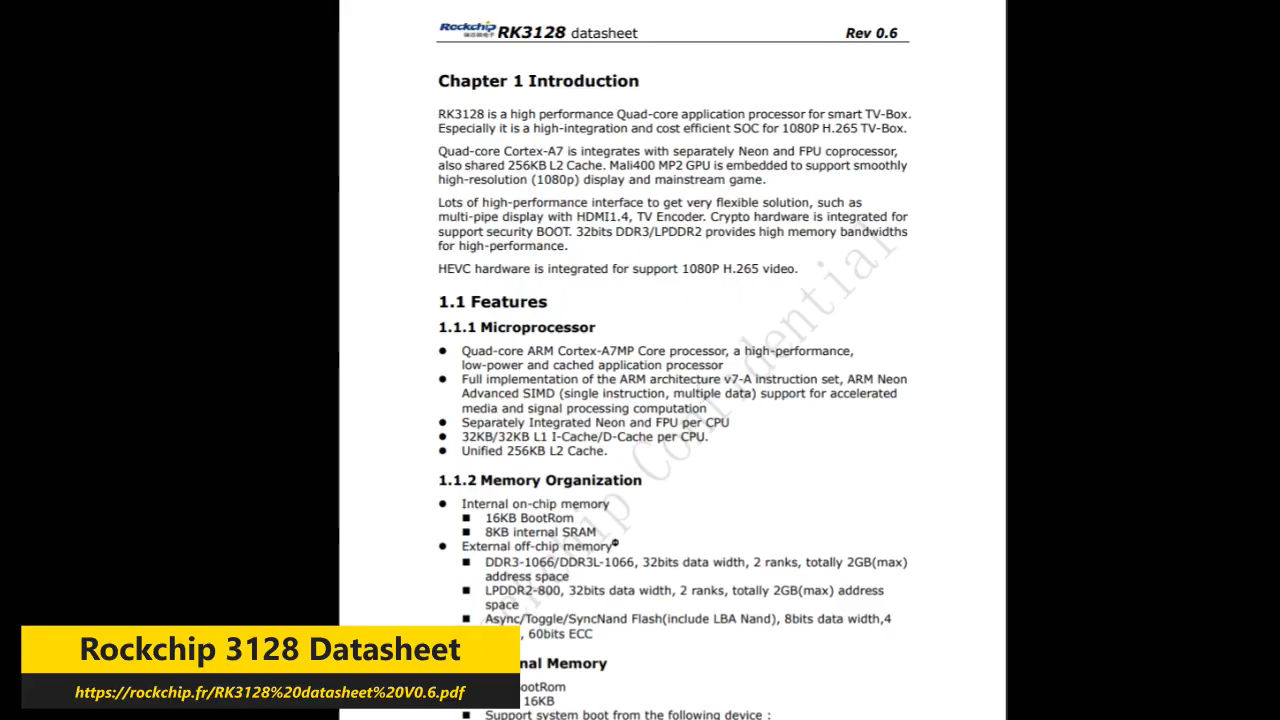 Rockchip RK3128 datasheet Rev 0.6
Chapter 1 Introduction
RK3128 is a high performance Quad-core application processor for smart TV-Box.
Especially it is a high-integration and cost efficient SOC for 1080P H.265 TV-Box.
Quad-core Cortex-A7 is integrates with separately Neon and FPU coprocessor,
also shared 256KB L2 Cache. Mali400 MP2 GPU is embedded to support smoothly
high-resolution (1080p) display and mainstream game.
Lots of high-performance interface to get very flexible solution, such as
multi-pipe display with HDMI1.4, TV Encoder. Crypto hardware is integrated for
support security BOOT. 32bits DDR3/LPDDR2 provides high memory bandwidths
for high-performance.
HEVC hardware is integrated for support 1080P H.265 video.
1.1 Features
1.1.1 Microprocessor
● Quad-core ARM Cortex-A7MP Core processor, a high-performance,
low-power and cached application processor
● Full implementation of the ARM architecture v7-A instruction set, ARM Neon
Advanced SIMD (single instruction, multiple data) support for accelerated
media and signal processing computation
● Separately Integrated Neon and FPU per CPU
● 32KB/32KB L1 I-Cache/D-Cache per CPU.
● Unified 256KB L2 Cache.
1.1.2 Memory Organization
● Internal on-chip memory
■ 16KB BootRom
■ 8KB internal SRAM
● External off-chip memory
■ DDR3-1066/DDR3L-1066, 32bits data width, 2 ranks, totally 2GB(max)
address space
■ LPDDR2-800, 32bits data width, 2 ranks, totally 2GB(max) address
space
■ Async/Toggle/SyncNand Flash(include LBA Nand), 8bits data width,4
, 60bits ECC
Memory
16KB
■ Support system boot from the following device :
Confidential
Rockchip 3128 Datasheet
https://rockchip.fr/RK3128%20datasheet%20V0.6.pdf